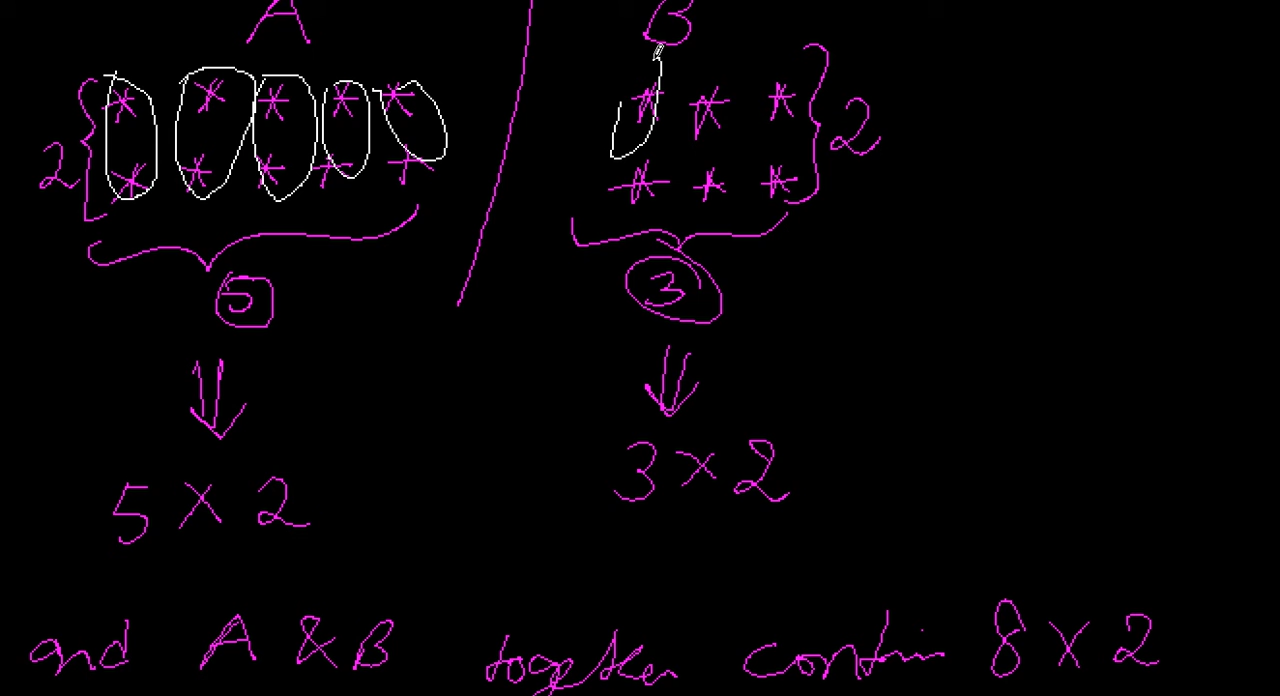 A / B
2 * * * * * * * * 2
* * * * * * * *
5 3
5 × 2 3 × 2
and A & B together contain 8 × 2